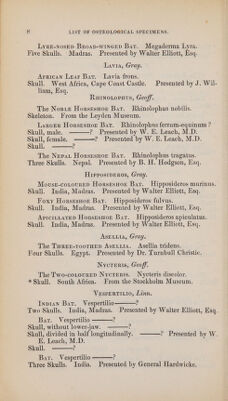 8 LIST OF OSTEOLOGICAL SPECIMENS.
LYRE-NOSED BROAD-WINGED BAT. Megaderma Lyra.
Five Skulls. Madras. Presented by Walter Elliott, Esq.
LAVIA, Gray.
AFRICAN LEAF BAT. Lavia frons.
Skull. West Africa, Cape Coast Castle. Presented by J. Wil-
liam, Esq.
RHINOLOPHUS, Geoff.
The NOBLE HORSESHOE BAT. Rhinolophus nobilis.
Skeleton. From the Leyden Museum.
LARGER HORSESHOE BAT. Rhinolophus ferrum-equinum?
Skull, male. ———? Presented by W. E. Leach, M.D.
Skull, female. ———? Presented by W. E. Leach, M.D.
Skull. ———?
The NEPAL HORSESHOE BAT. Rhinolophus tragatus.
Three Skulls. Nepal. Presented by B. H. Hodgson, Esq.
HIPPOSIDEROS, Gray.
MOUSE-COLOURED HORSESHOE BAT. Hipposideros murinus.
Skull. India, Madras. Presented by Walter Elliott, Esq.
FOXY HORSESHOE BAT. Hipposideros fulvus.
Skull. India, Madras. Presented by Walter Elliott, Esq.
APICULATED HORSESHOE BAT. Hipposideros apiculatus.
Skull. India, Madras. Presented by Walter Elliott, Esq.
ASELLIA, Gray.
The THREE-TOOTHED ASELLIA. Asellia tridens.
Four Skulls. Egypt. Presented by Dr. Turnbull Christie.
NYCTERIS, Geoff.
The TWO-COLOURED NYCTERIS. Nycteris discolor.
* Skull. South Africa. From the Stockholm Museum.
VESPERTILIO, Linn.
INDIAN BAT. Vespertilio ———?
Two Skulls. India, Madras. Presented by Walter Elliott, Esq.
BAT. Vespertilio ———?
Skull, without lower-jaw. ———?
Skull, divided in half longitudinally. ———? Presented by W.
E. Leach, M.D.
Skull. ———?
BAT. Vespertilio ———?
Three Skulls. India. Presented by General Hardwicke.